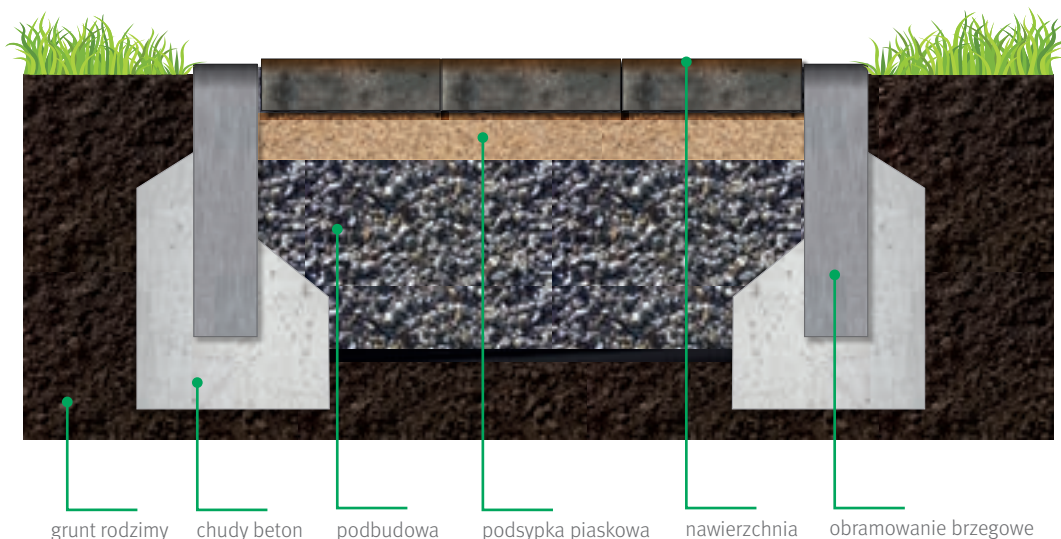 grunt rodzimy
chudy beton
podbudowa
podsypka piaskowa
nawierzchnia
obramowanie brzegowe